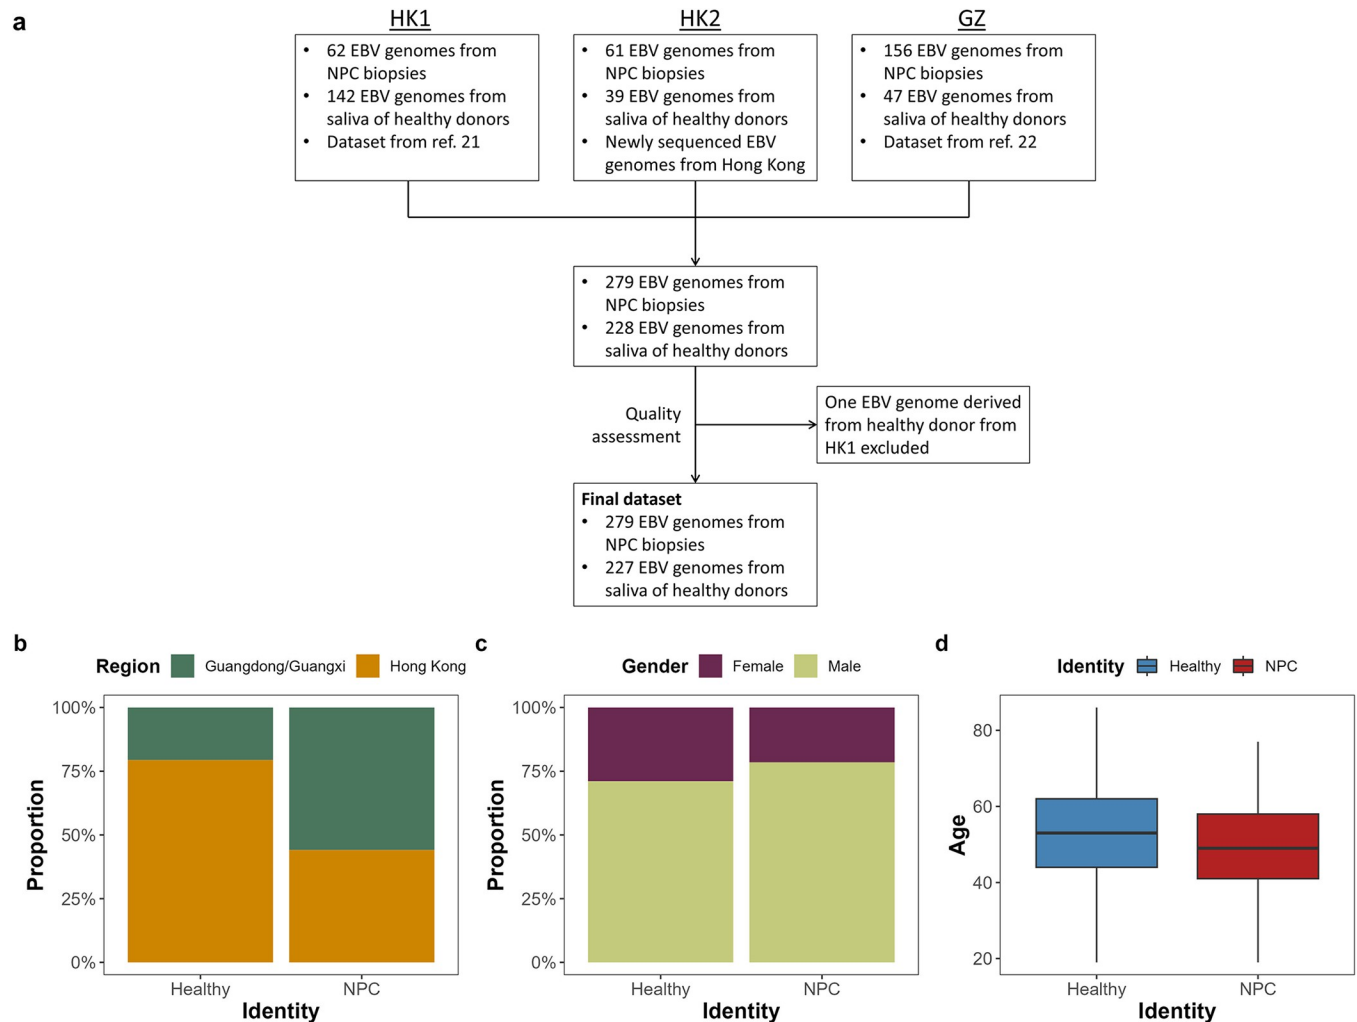 a
HK1
• 62 EBV genomes from
NPC biopsies
• 142 EBV genomes from
saliva of healthy donors
• Dataset from ref. 21
HK2
• 61 EBV genomes from
NPC biopsies
• 39 EBV genomes from
saliva of healthy donors
• Newly sequenced EBV
genomes from Hong Kong
GZ
• 156 EBV genomes from
NPC biopsies
• 47 EBV genomes from
saliva of healthy donors
• Dataset from ref. 22
• 279 EBV genomes from
NPC biopsies
• 228 EBV genomes from
saliva of healthy donors
Quality
assessment
One EBV genome derived
from healthy donor from
HK1 excluded
Final dataset
• 279 EBV genomes from
NPC biopsies
• 227 EBV genomes from
saliva of healthy donors
b
Region Guangdong/Guangxi Hong Kong
Proportion
100%
75%
50%
25%
0%
Healthy NPC
Identity
c
Gender Female Male
Proportion
100%
75%
50%
25%
0%
Healthy NPC
Identity
d
Identity Healthy NPC
Age
80
60
40
20
Healthy NPC
Identity